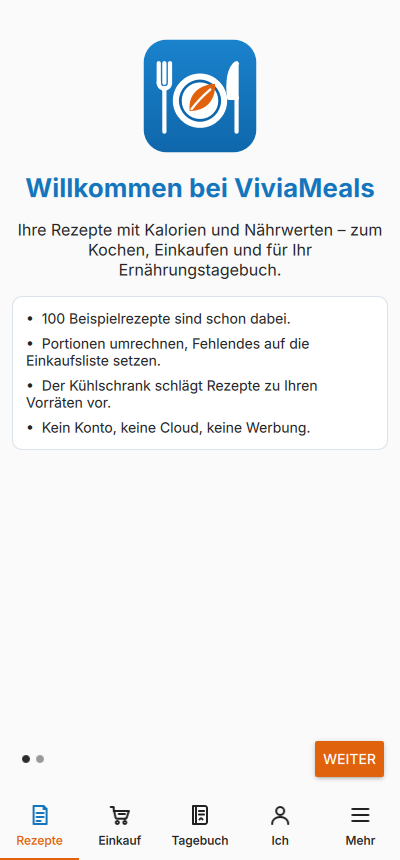 Willkommen bei ViviaMeals
Ihre Rezepte mit Kalorien und Nährwerten – zum
Kochen, Einkaufen und für Ihr
Ernährungstagebuch.
• 100 Beispielrezepte sind schon dabei.
• Portionen umrechnen, Fehlendes auf die
Einkaufsliste setzen.
• Der Kühlschrank schlägt Rezepte zu Ihren
Vorräten vor.
• Kein Konto, keine Cloud, keine Werbung.
WEITER
Rezepte
Einkauf
Tagebuch
Ich
Mehr